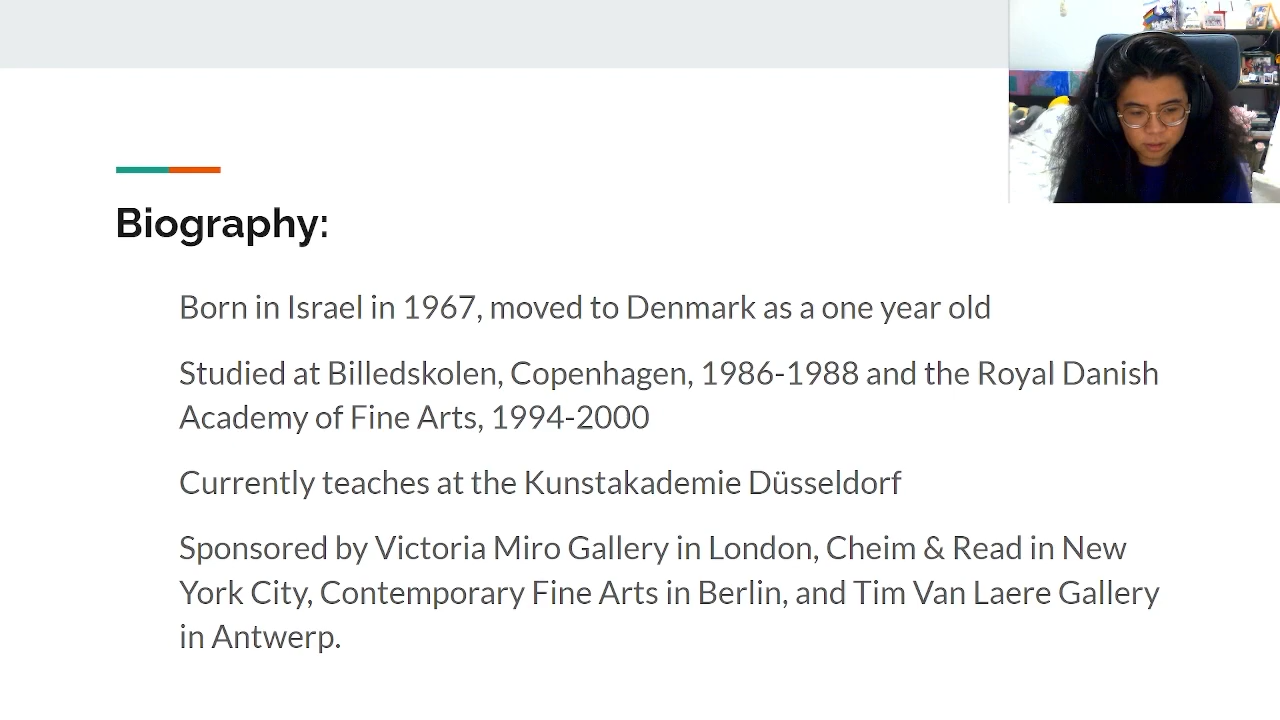 Biography:
Born in Israel in 1967, moved to Denmark as a one year old
Studied at Billedskolen, Copenhagen, 1986-1988 and the Royal Danish
Academy of Fine Arts, 1994-2000
Currently teaches at the Kunstakademie Düsseldorf
Sponsored by Victoria Miro Gallery in London, Cheim & Read in New
York City, Contemporary Fine Arts in Berlin, and Tim Van Laere Gallery
in Antwerp.